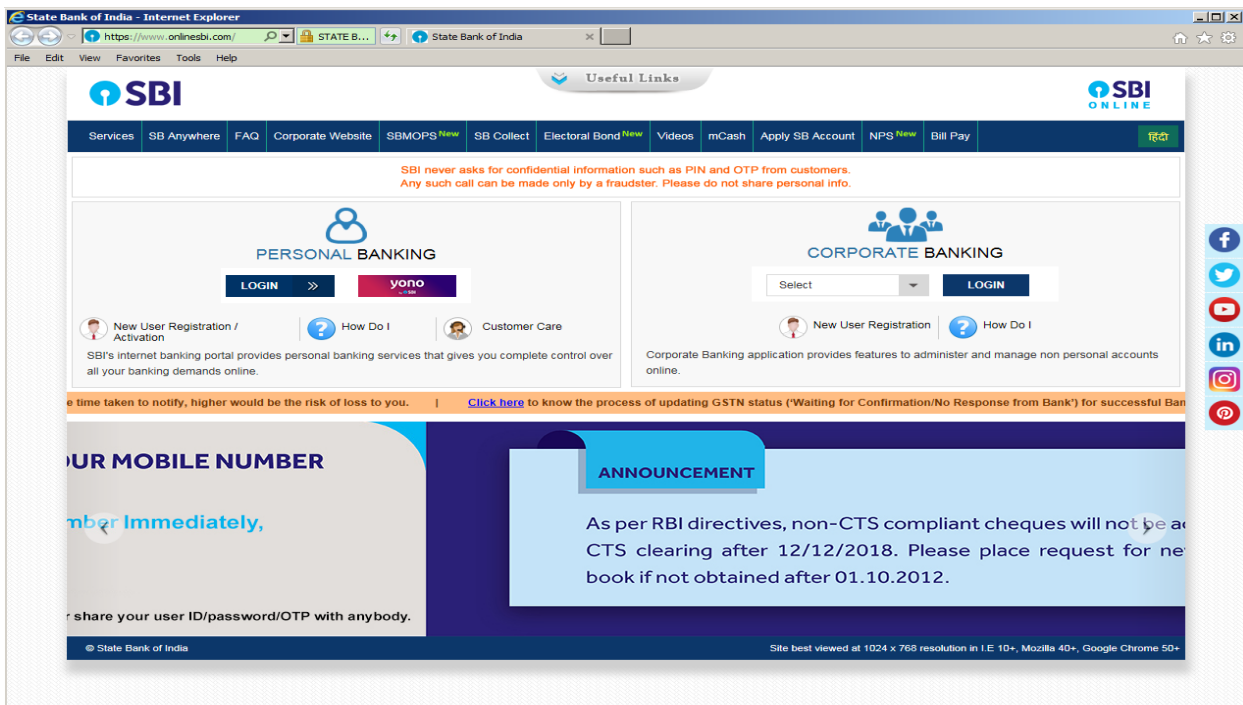 State Bank of India - Internet Explorer
https://www.onlinesbi.com/ STATE B... State Bank of India
File Edit View Favorites Tools Help
Useful Links
SBI
SBI
ONLINE
Services SB Anywhere FAQ Corporate Website SBMOPS New SB Collect Electoral Bond New Videos mCash Apply SB Account NPS New Bill Pay हिंदी
SBI never asks for confidential information such as PIN and OTP from customers.
Any such call can be made only by a fraudster. Please do not share personal info.
PERSONAL BANKING
LOGIN » yono
by SBI
New User Registration /
Activation
How Do I
Customer Care
SBI's internet banking portal provides personal banking services that gives you complete control over
all your banking demands online.
CORPORATE BANKING
Select LOGIN
New User Registration How Do I
Corporate Banking application provides features to administer and manage non personal accounts
online.
e time taken to notify, higher would be the risk of loss to you. | Click here to know the process of updating GSTN status ('Waiting for Confirmation/No Response from Bank') for successful Ban
OUR MOBILE NUMBER
mber Immediately,
r share your user ID/password/OTP with anybody.
ANNOUNCEMENT
As per RBI directives, non-CTS compliant cheques will not be a
CTS clearing after 12/12/2018. Please place request for ne
book if not obtained after 01.10.2012.
© State Bank of India
Site best viewed at 1024 x 768 resolution in I.E 10+, Mozilla 40+, Google Chrome 50+